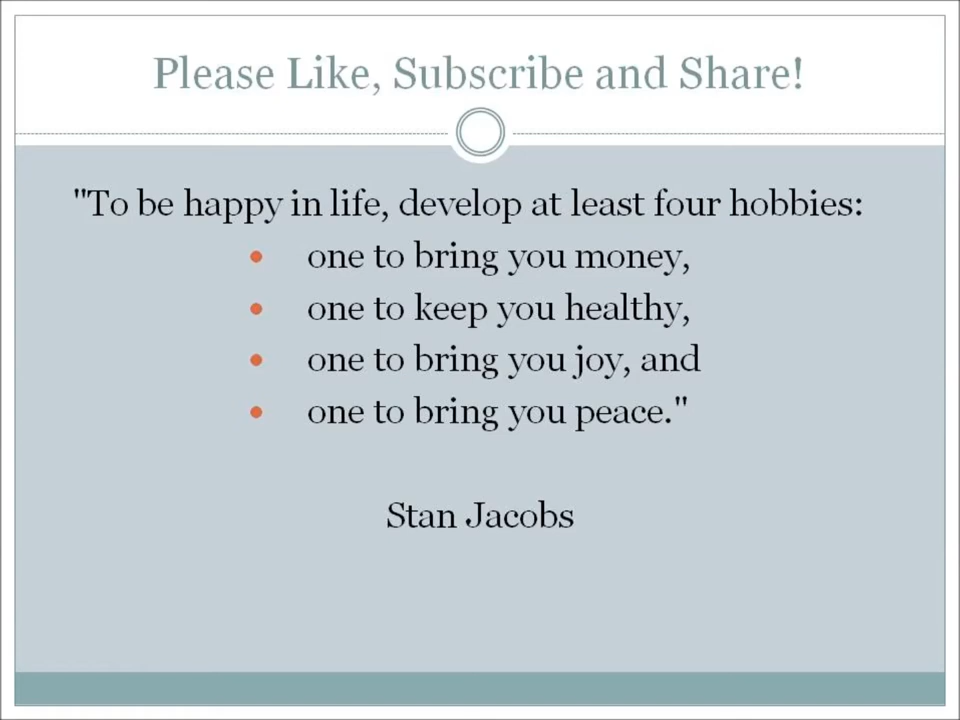 Please Like, Subscribe and Share!
"To be happy in life, develop at least four hobbies:
• one to bring you money,
• one to keep you healthy,
• one to bring you joy, and
• one to bring you peace."
Stan Jacobs